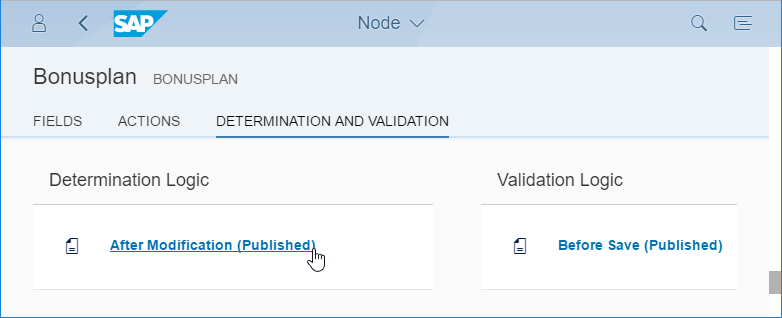 SAP
Node
Bonusplan BONUSPLAN
FIELDS ACTIONS DETERMINATION AND VALIDATION
Determination Logic
After Modification (Published)
Validation Logic
Before Save (Published)